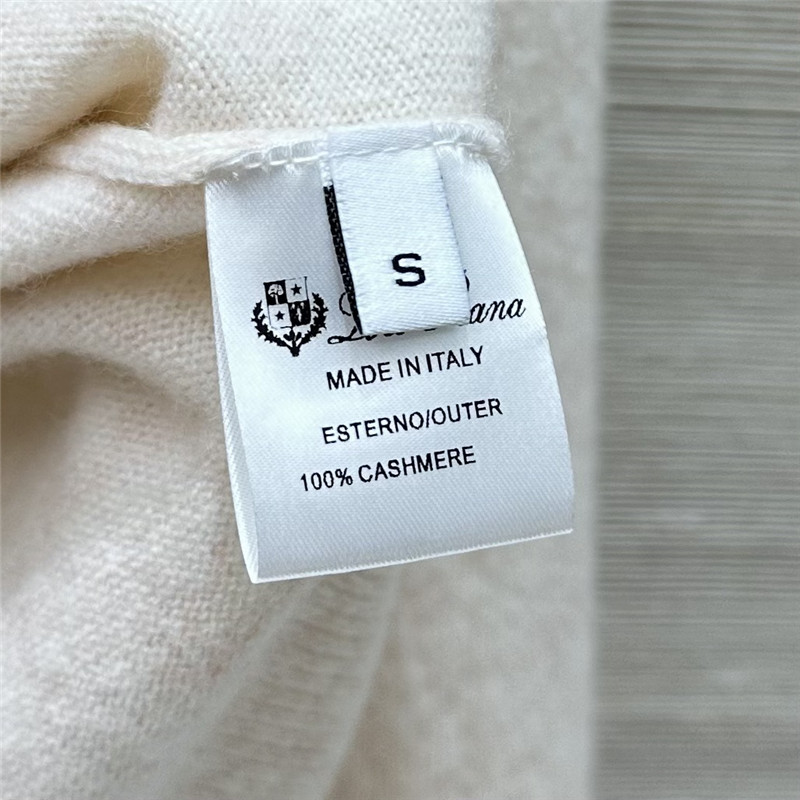 S
MADE IN ITALY
ESTERNO/OUTER
100% CASHMERE